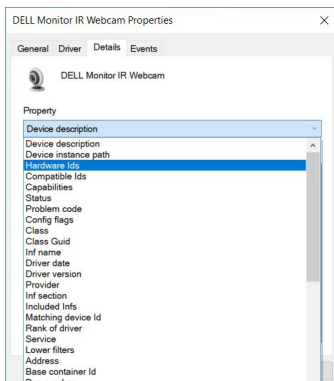 DELL Monitor IR Webcam Properties
General Driver Details Events
DELL Monitor IR Webcam
Property
Device description
Device description
Device instance path
Hardware Ids
Compatible Ids
Capabilities
Status
Problem code
Config flags
Class
Class Guid
Inf name
Driver date
Driver version
Provider
Inf section
Included Infs
Matching device Id
Rank of driver
Service
Lower filters
Address
Base container Id